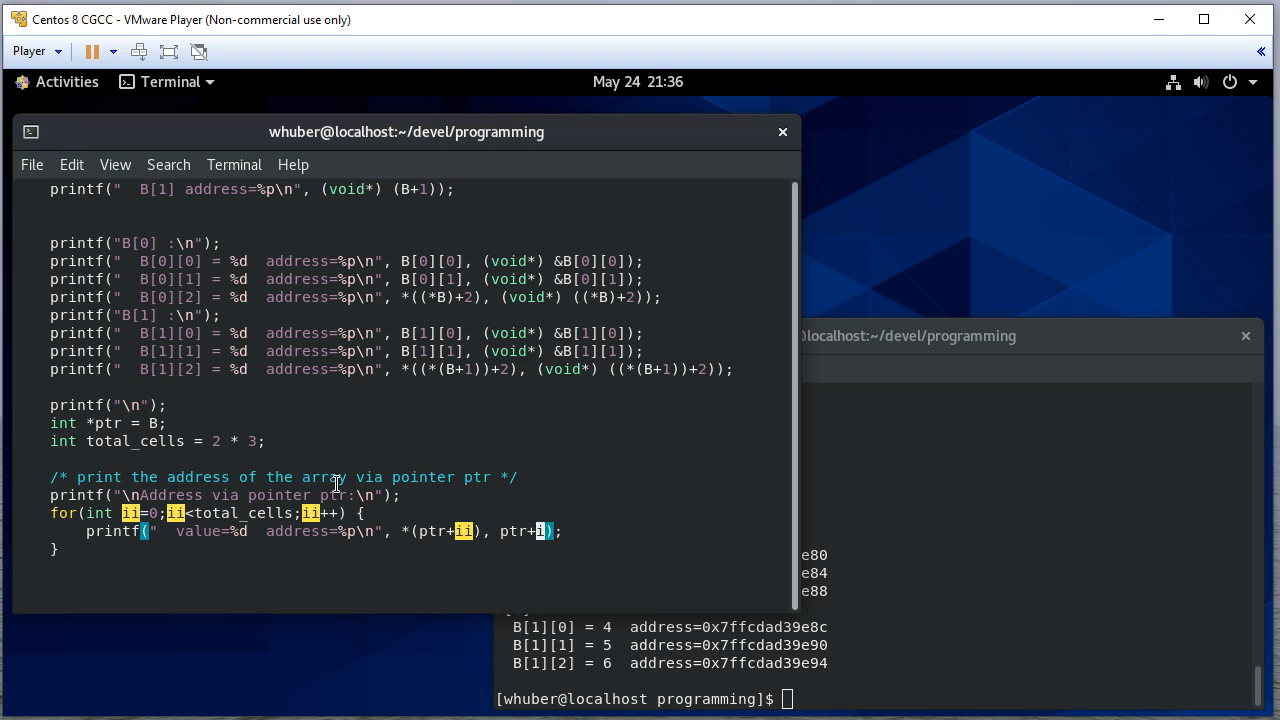 Centos 8 CGCC - VMware Player (Non-commercial use only)
Player
Activities Terminal May 24 21:36
whuber@localhost:~/devel/programming
File Edit View Search Terminal Help
printf("  B[1] address=%p\n", (void*) (B+1));
printf("B[0] :\n");
printf("  B[0][0] = %d  address=%p\n", B[0][0], (void*) &B[0][0]);
printf("  B[0][1] = %d  address=%p\n", B[0][1], (void*) &B[0][1]);
printf("  B[0][2] = %d  address=%p\n", *((*B)+2), (void*) ((*B)+2));
printf("B[1] :\n");
printf("  B[1][0] = %d  address=%p\n", B[1][0], (void*) &B[1][0]);
printf("  B[1][1] = %d  address=%p\n", B[1][1], (void*) &B[1][1]);
printf("  B[1][2] = %d  address=%p\n", *((*(B+1))+2), (void*) ((*(B+1))+2));
printf("\n");
int *ptr = B;
int total_cells = 2 * 3;
/* print the address of the array via pointer ptr */
printf("\nAddress via pointer ptr:\n");
for(int ii=0;ii<total_cells;ii++) {
printf("  value=%d  address=%p\n", *(ptr+ii), ptr+i);
}
localhost:~/devel/programming
e80
e84
e88
B[1][0] = 4  address=0x7ffcdad39e8c
B[1][1] = 5  address=0x7ffcdad39e90
B[1][2] = 6  address=0x7ffcdad39e94
[whuber@localhost programming]$